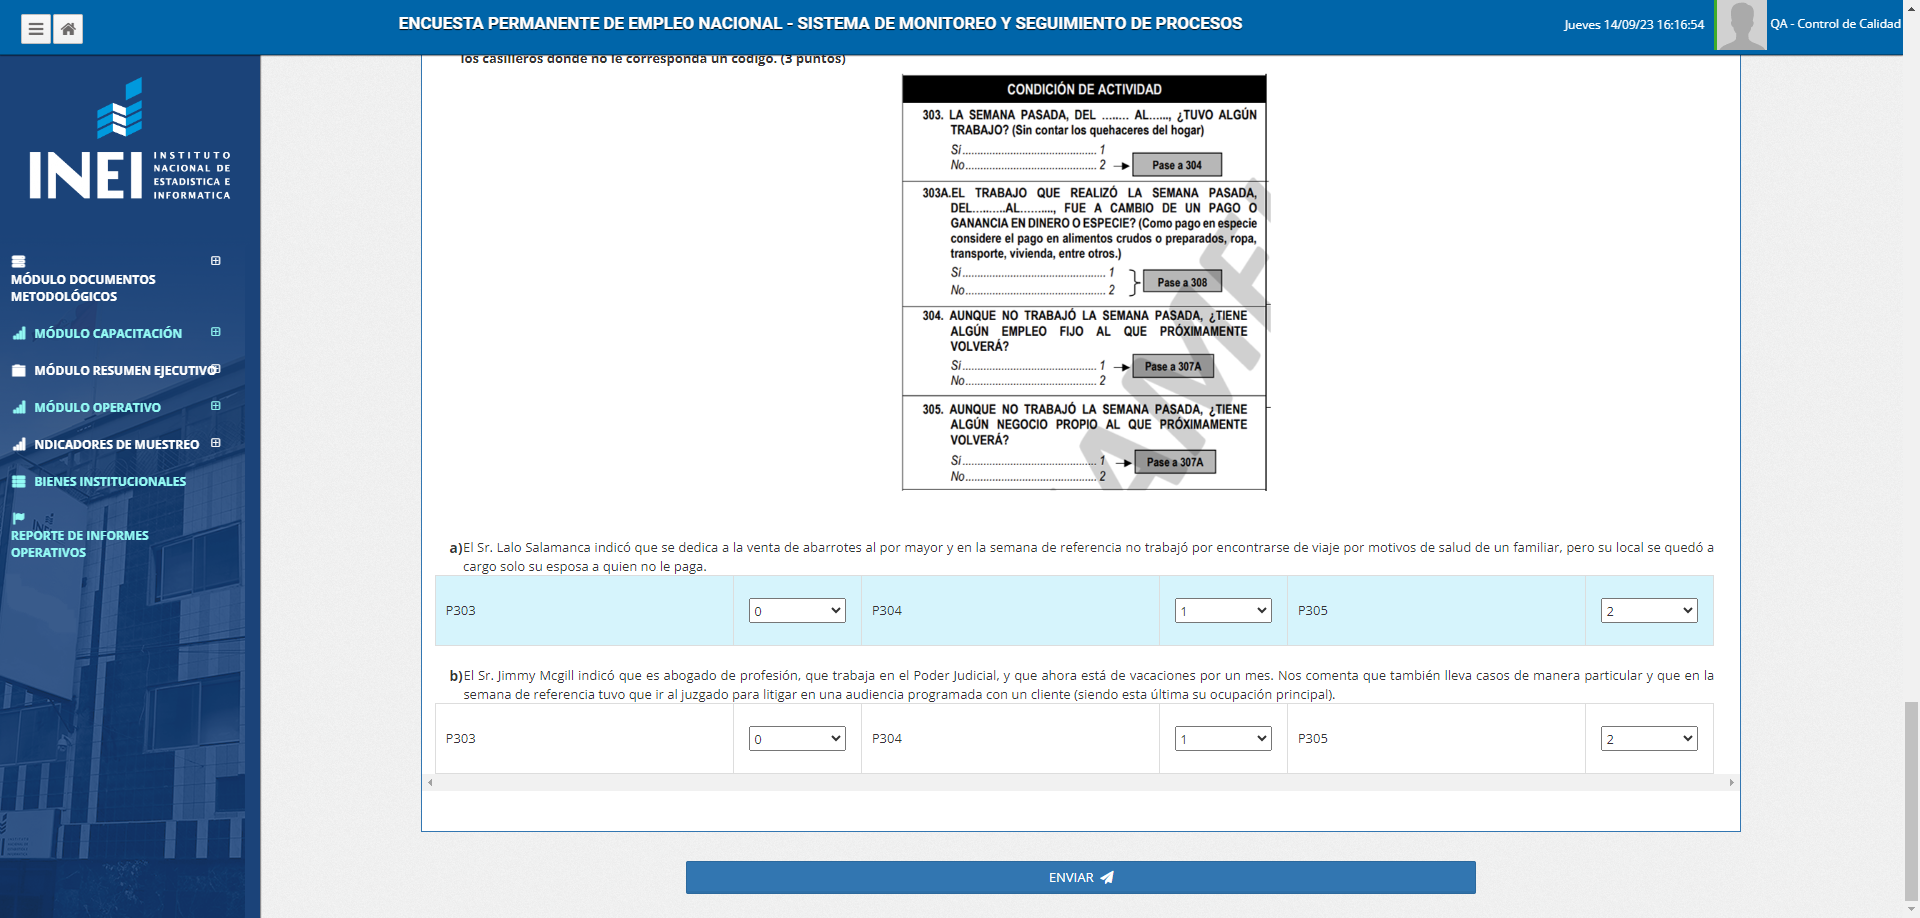 ENCUESTA PERMANENTE DE EMPLEO NACIONAL - SISTEMA DE MONITOREO Y SEGUIMIENTO DE PROCESOS
Jueves 14/09/23 16:16:54
QA - Control de Calidad
INEI
INSTITUTO
NACIONAL DE
ESTADISTICA E
INFORMATICA
MÓDULO DOCUMENTOS
METODOLÓGICOS
MÓDULO CAPACITACIÓN
MÓDULO RESUMEN EJECUTIVO
MÓDULO OPERATIVO
NDICADORES DE MUESTREO
BIENES INSTITUCIONALES
REPORTE DE INFORMES
OPERATIVOS
los casilleros donde no le corresponda un código. (3 puntos)
CONDICIÓN DE ACTIVIDAD
303. LA SEMANA PASADA, DEL ........ AL......, ¿TUVO ALGÚN
TRABAJO? (Sin contar los quehaceres del hogar)
Si............................................. 1
No............................................ 2 Pase a 304
303A.EL TRABAJO QUE REALIZÓ LA SEMANA PASADA,
DEL.........AL........., FUE A CAMBIO DE UN PAGO O
GANANCIA EN DINERO O ESPECIE? (Como pago en especie
considere el pago en alimentos crudos o preparados, ropa,
transporte, vivienda, entre otros.)
Si................................................ 1
No............................................... 2 Pase a 308
304. AUNQUE NO TRABAJÓ LA SEMANA PASADA, ¿TIENE
ALGÚN EMPLEO FIJO AL QUE PRÓXIMAMENTE
VOLVERÁ?
Si............................................. 1 Pase a 307A
No............................................ 2
305. AUNQUE NO TRABAJÓ LA SEMANA PASADA, ¿TIENE
ALGÚN NEGOCIO PROPIO AL QUE PRÓXIMAMENTE
VOLVERÁ?
Si............................................. 1 Pase a 307A
No............................................ 2
a)El Sr. Lalo Salamanca indicó que se dedica a la venta de abarrotes al por mayor y en la semana de referencia no trabajó por encontrarse de viaje por motivos de salud de un familiar, pero su local se quedó a
cargo solo su esposa a quien no le paga.
P303 0 P304 1 P305 2
b)El Sr. Jimmy Mcgill indicó que es abogado de profesión, que trabaja en el Poder Judicial, y que ahora está de vacaciones por un mes. Nos comenta que también lleva casos de manera particular y que en la
semana de referencia tuvo que ir al juzgado para litigar en una audiencia programada con un cliente (siendo esta última su ocupación principal).
P303 0 P304 1 P305 2
ENVIAR